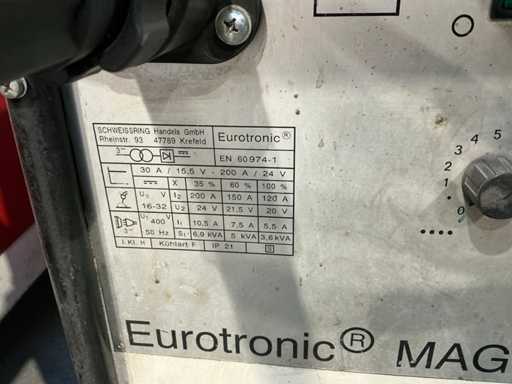 SCHWEISSRING Handels GmbH
Rheinstr. 93 47789 Krefeld
Eurotronic®
3~
EN 60974-1
30 A / 15,5 V - 200 A / 24 V
X 35% 60% 100%
U₀ V I₂ 200 A 150 A 120 A
16-32 U₂ 24 V 21,5 V 20 V
U₁ 400 I₁ 10,5 A 7,5 A 5,5 A
3~ 50 Hz S₁ 6,9 kVA 5 kVA 3,6 kVA
I. Kl. H Kühlart F IP 21 S
5
4
3
2
1
0
Eurotronic® MAG